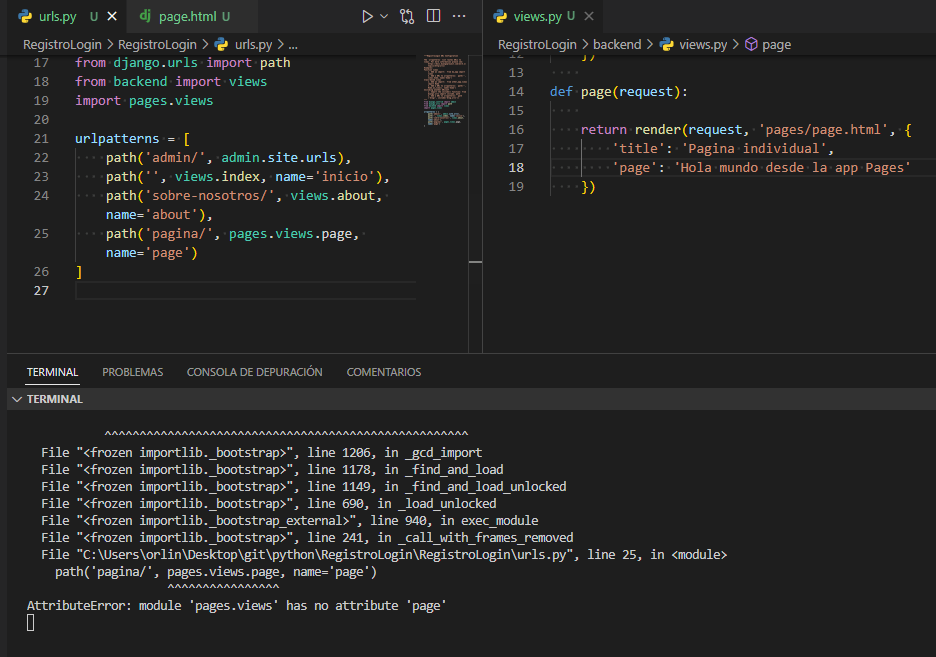 urls.py U
page.html U
RegistroLogin > RegistroLogin > urls.py > ...
17 from django.urls import path
18 from backend import views
19 import pages.views
20
21 urlpatterns = [
22 path('admin/', admin.site.urls),
23 path('', views.index, name='inicio'),
24 path('sobre-nosotros/', views.about,
name='about'),
25 path('pagina/', pages.views.page,
name='page')
26 ]
27
views.py U
RegistroLogin > backend > views.py > page
12 })
13
14 def page(request):
15
16 return render(request, 'pages/page.html', {
17 'title': 'Pagina individual',
18 'page': 'Hola mundo desde la app Pages'
19 })
TERMINAL PROBLEMAS CONSOLA DE DEPURACIÓN COMENTARIOS
TERMINAL
^^^^^^^^^^^^^^^^^^^^^^^^^^^^^^^^^^^^^^^^^^^^^^^^^^^^
File "<frozen importlib._bootstrap>", line 1206, in _gcd_import
File "<frozen importlib._bootstrap>", line 1178, in _find_and_load
File "<frozen importlib._bootstrap>", line 1149, in _find_and_load_unlocked
File "<frozen importlib._bootstrap>", line 690, in _load_unlocked
File "<frozen importlib._bootstrap_external>", line 940, in exec_module
File "<frozen importlib._bootstrap>", line 241, in _call_with_frames_removed
File "C:\Users\orlin\Desktop\git\python\RegistroLogin\RegistroLogin\urls.py", line 25, in <module>
path('pagina/', pages.views.page, name='page')
^^^^^^^^^^^^^^^^
AttributeError: module 'pages.views' has no attribute 'page'